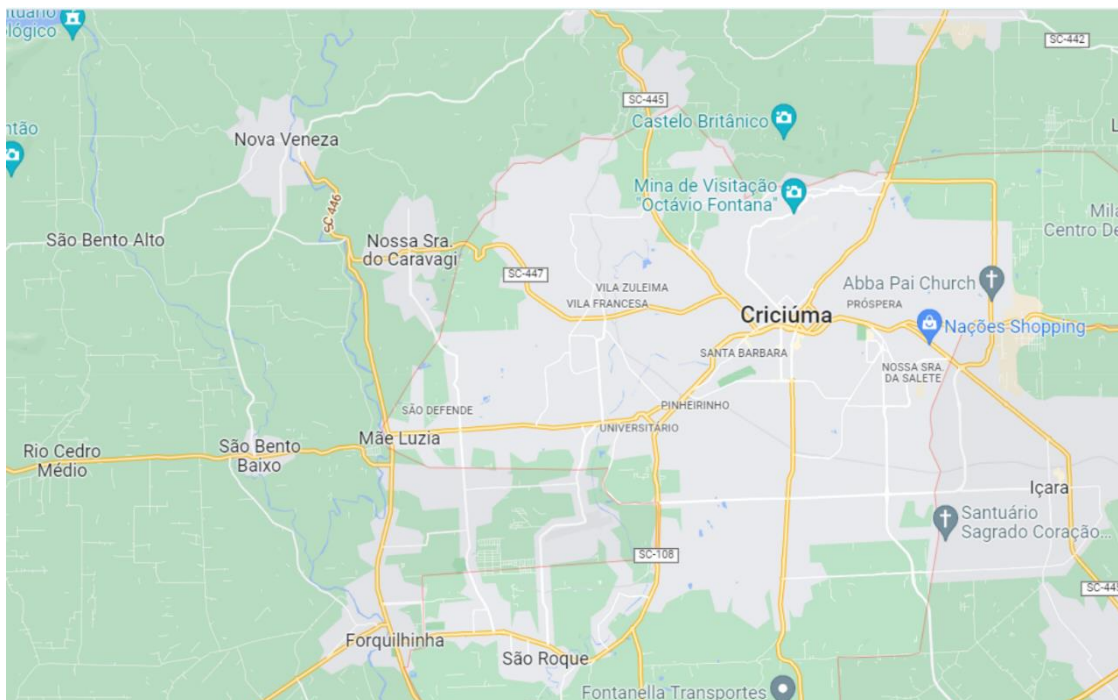 ológico
SC-442
SC-445
Castelo Britânico
Nova Veneza
Mina de Visitação
"Octávio Fontana"
SC-446
São Bento Alto
Nossa Sra.
do Caravagi
SC-447
Centro De
Abba Pai Church
VILA ZULEIMA
VILA FRANCESA
PRÓSPERA
Criciúma
Nações Shopping
SANTA BARBARA
NOSSA SRA.
DA SALETE
SÃO DEFENDE
PINHEIRINHO
UNIVERSITÁRIO
Mãe Luzia
São Bento
Baixo
Rio Cedro
Médio
Içara
Santuário
Sagrado Coração...
SC-108
SC-445
Forquilhinha
São Roque
Fontanella Transportes